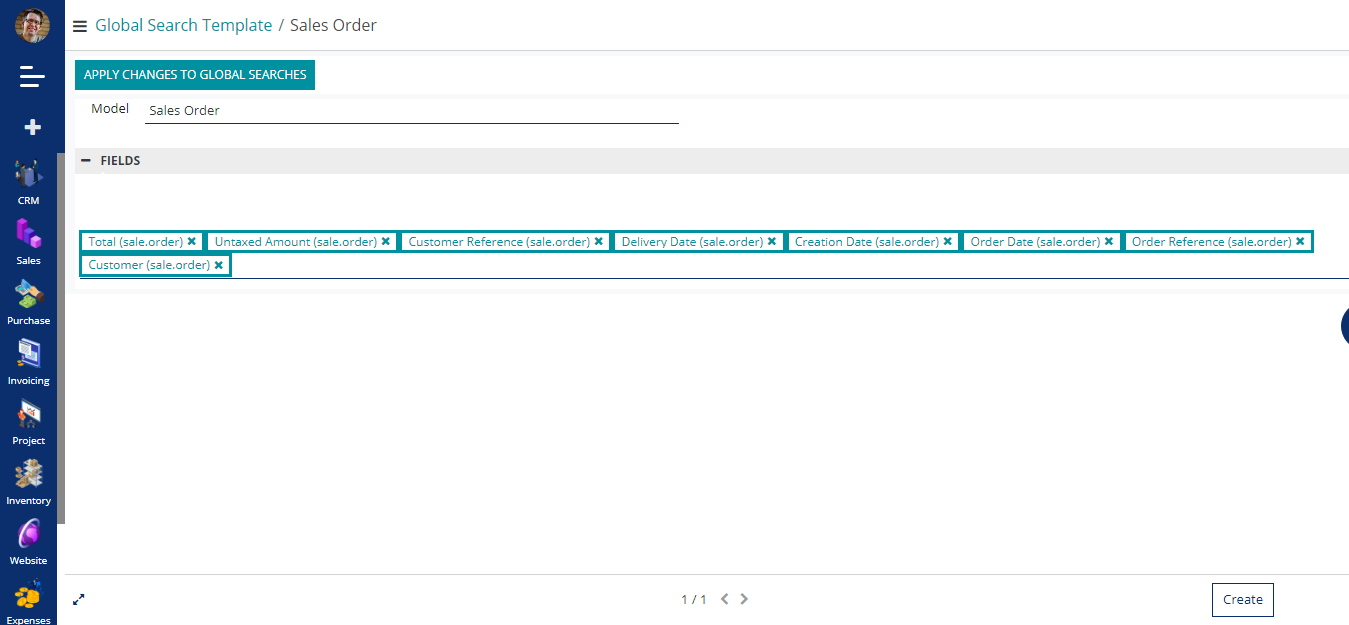 Global Search Template / Sales Order
APPLY CHANGES TO GLOBAL SEARCHES
Model Sales Order
FIELDS
Total (sale.order) Untaxed Amount (sale.order) Customer Reference (sale.order) Delivery Date (sale.order) Creation Date (sale.order) Order Date (sale.order) Order Reference (sale.order)
Customer (sale.order)
CRM
Sales
Purchase
Invoicing
Project
Inventory
Website
Expenses
1 / 1
Create